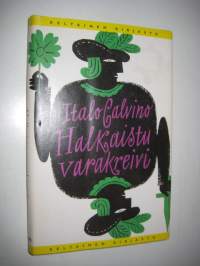 KELTAINEN KIRJASTO
Italo Calvino
Halkaistu
varakreivi
KELTAINEN KIRJASTO